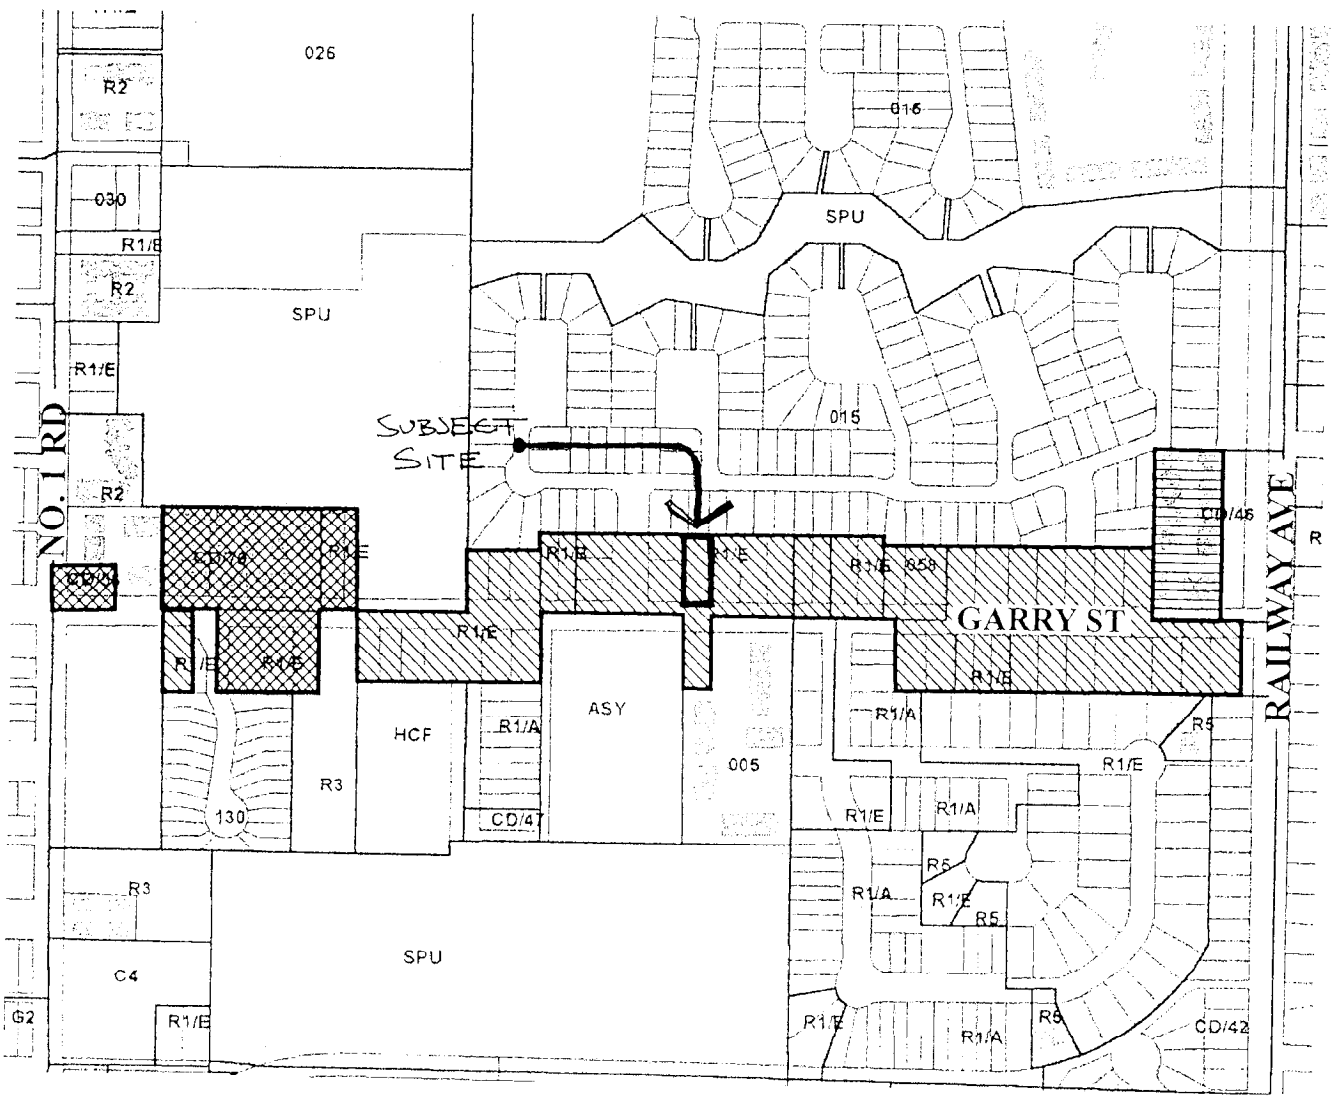 026
R2
016
030
R1/E
SPU
R2
SPU
R1/E
015
SUBJECT
SITE
NO. 1 RD
R2
CD/46
RAILWAY AVE
R
CD/79
R1/E
R1/E
R1/E
R1/E
058
GARRY ST
R1/E
R1/E
R1/E
R1/E
R1/A
R5
ASY
HCF
R1/A
005
R1/E
R3
130
CD/47
R1/E
R1/A
R3
R5
R1/A
R1/E
R5
SPU
C4
G2
R1/E
R1/E
R1/A
R5
CD/42